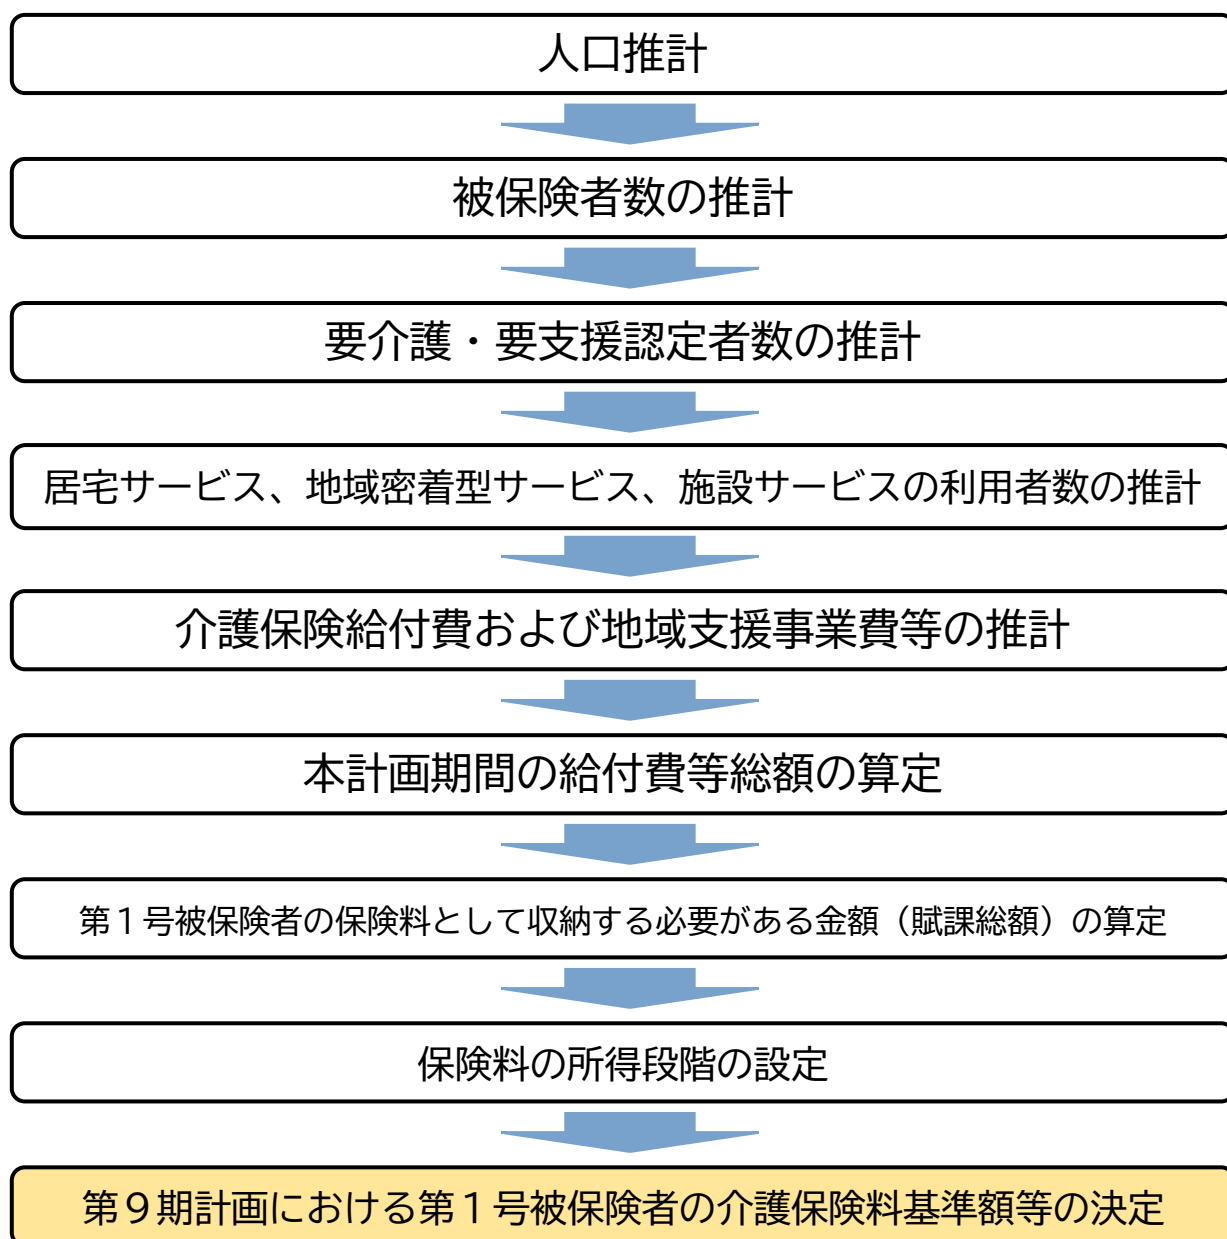 人口推計
被保険者数の推計
要介護・要支援認定者数の推計
居宅サービス、地域密着型サービス、施設サービスの利用者数の推計
介護保険給付費および地域支援事業費等の推計
本計画期間の給付費等総額の算定
第１号被保険者の保険料として収納する必要がある金額（賦課総額）の算定
保険料の所得段階の設定
第９期計画における第１号被保険者の介護保険料基準額等の決定